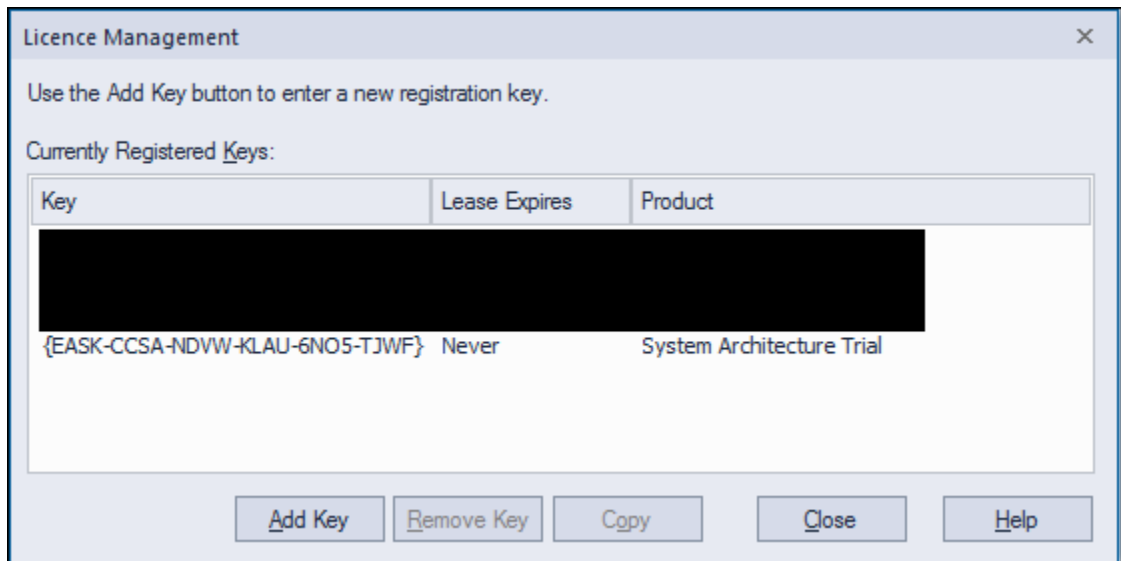 Licence Management
Use the Add Key button to enter a new registration key.
Currently Registered Keys:
Key Lease Expires Product
{EASK-CCSA-NDVW-KLAU-6NO5-TJWF} Never System Architecture Trial
Add Key Remove Key Copy Close Help